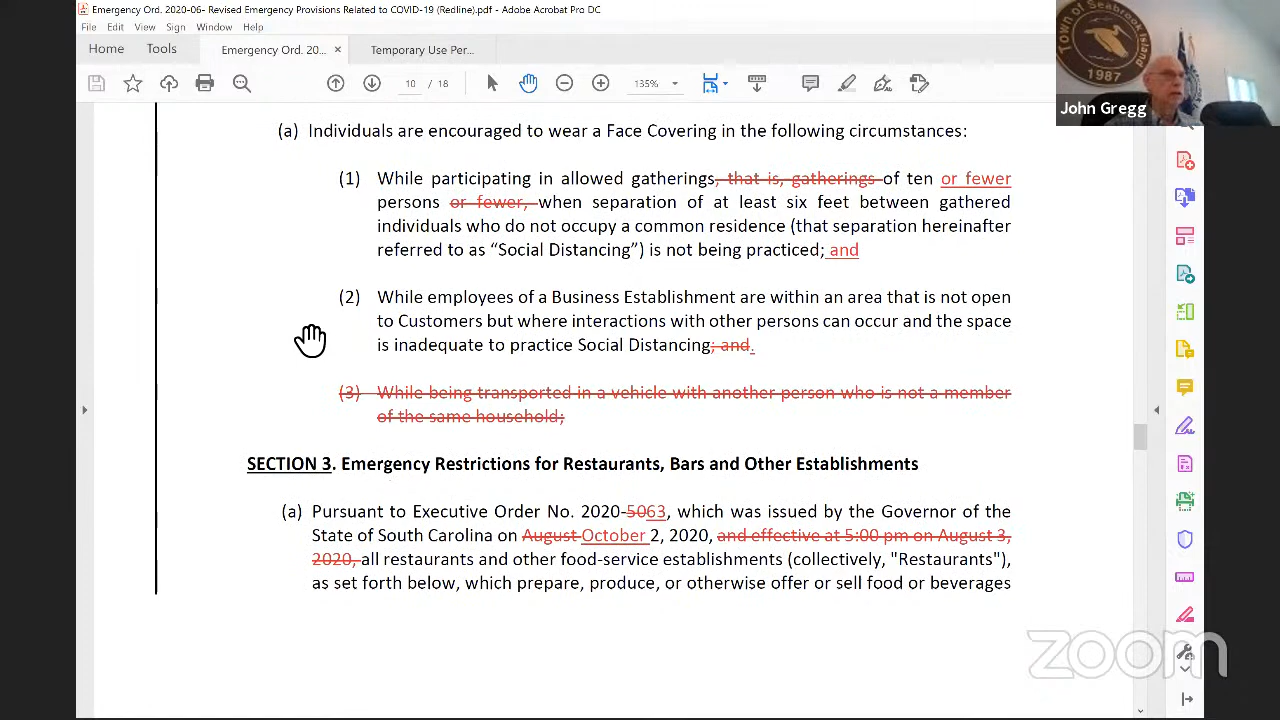 Emergency Ord. 2020-06- Revised Emergency Provisions Related to COVID-19 (Redline).pdf - Adobe Acrobat Pro DC
File Edit View Sign Window Help
Home Tools Emergency Ord. 20... × Temporary Use Per...
10 / 18 135%
Town of Seabrook Island
1987
John Gregg
(a) Individuals are encouraged to wear a Face Covering in the following circumstances:
(1) While participating in allowed gatherings, that is, gatherings of ten or fewer
persons or fewer, when separation of at least six feet between gathered
individuals who do not occupy a common residence (that separation hereinafter
referred to as “Social Distancing”) is not being practiced; and
(2) While employees of a Business Establishment are within an area that is not open
to Customers but where interactions with other persons can occur and the space
is inadequate to practice Social Distancing; and.
(3) While being transported in a vehicle with another person who is not a member
of the same household;
SECTION 3. Emergency Restrictions for Restaurants, Bars and Other Establishments
(a) Pursuant to Executive Order No. 2020-5063, which was issued by the Governor of the
State of South Carolina on August October 2, 2020, and effective at 5:00 pm on August 3,
2020, all restaurants and other food-service establishments (collectively, "Restaurants"),
as set forth below, which prepare, produce, or otherwise offer or sell food or beverages
zoom